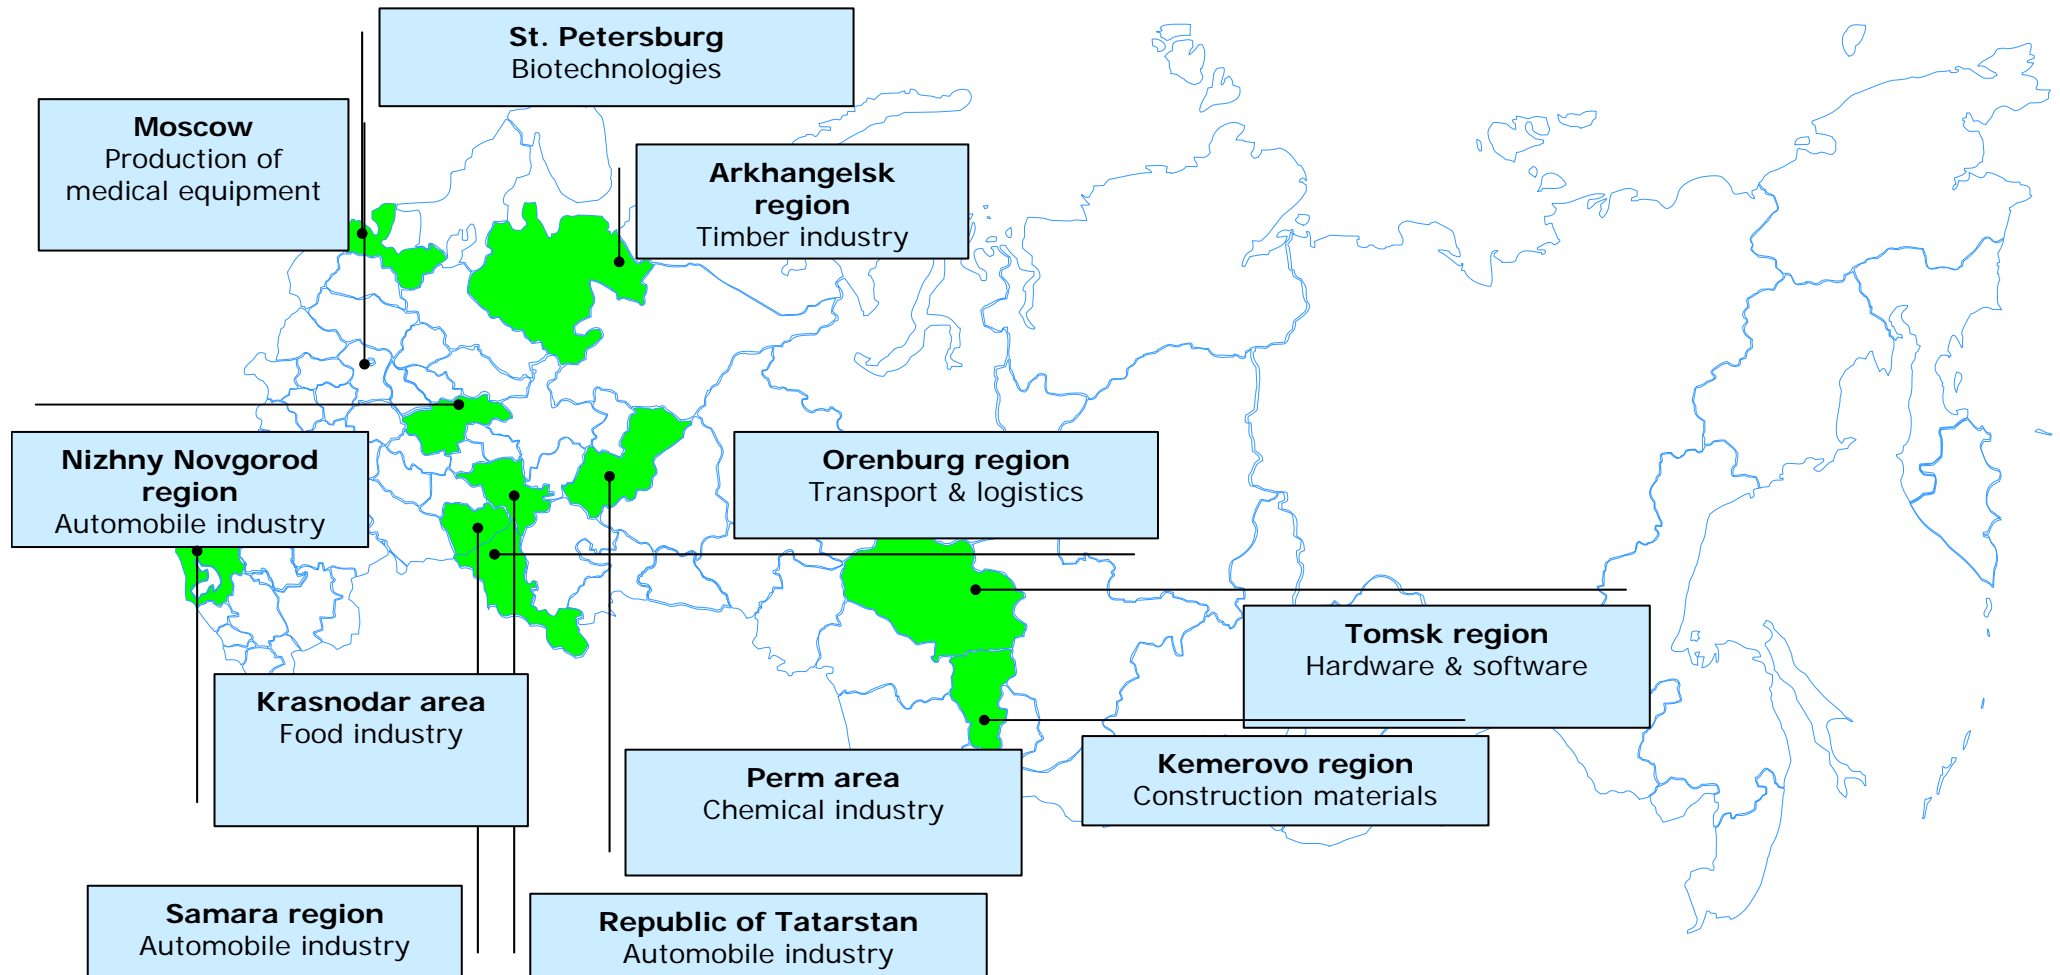 St. Petersburg
Biotechnologies
Moscow
Production of
medical equipment
Arkhangelsk
region
Timber industry
Nizhny Novgorod
region
Automobile industry
Orenburg region
Transport & logistics
Tomsk region
Hardware & software
Krasnodar area
Food industry
Perm area
Chemical industry
Kemerovo region
Construction materials
Samara region
Automobile industry
Republic of Tatarstan
Automobile industry